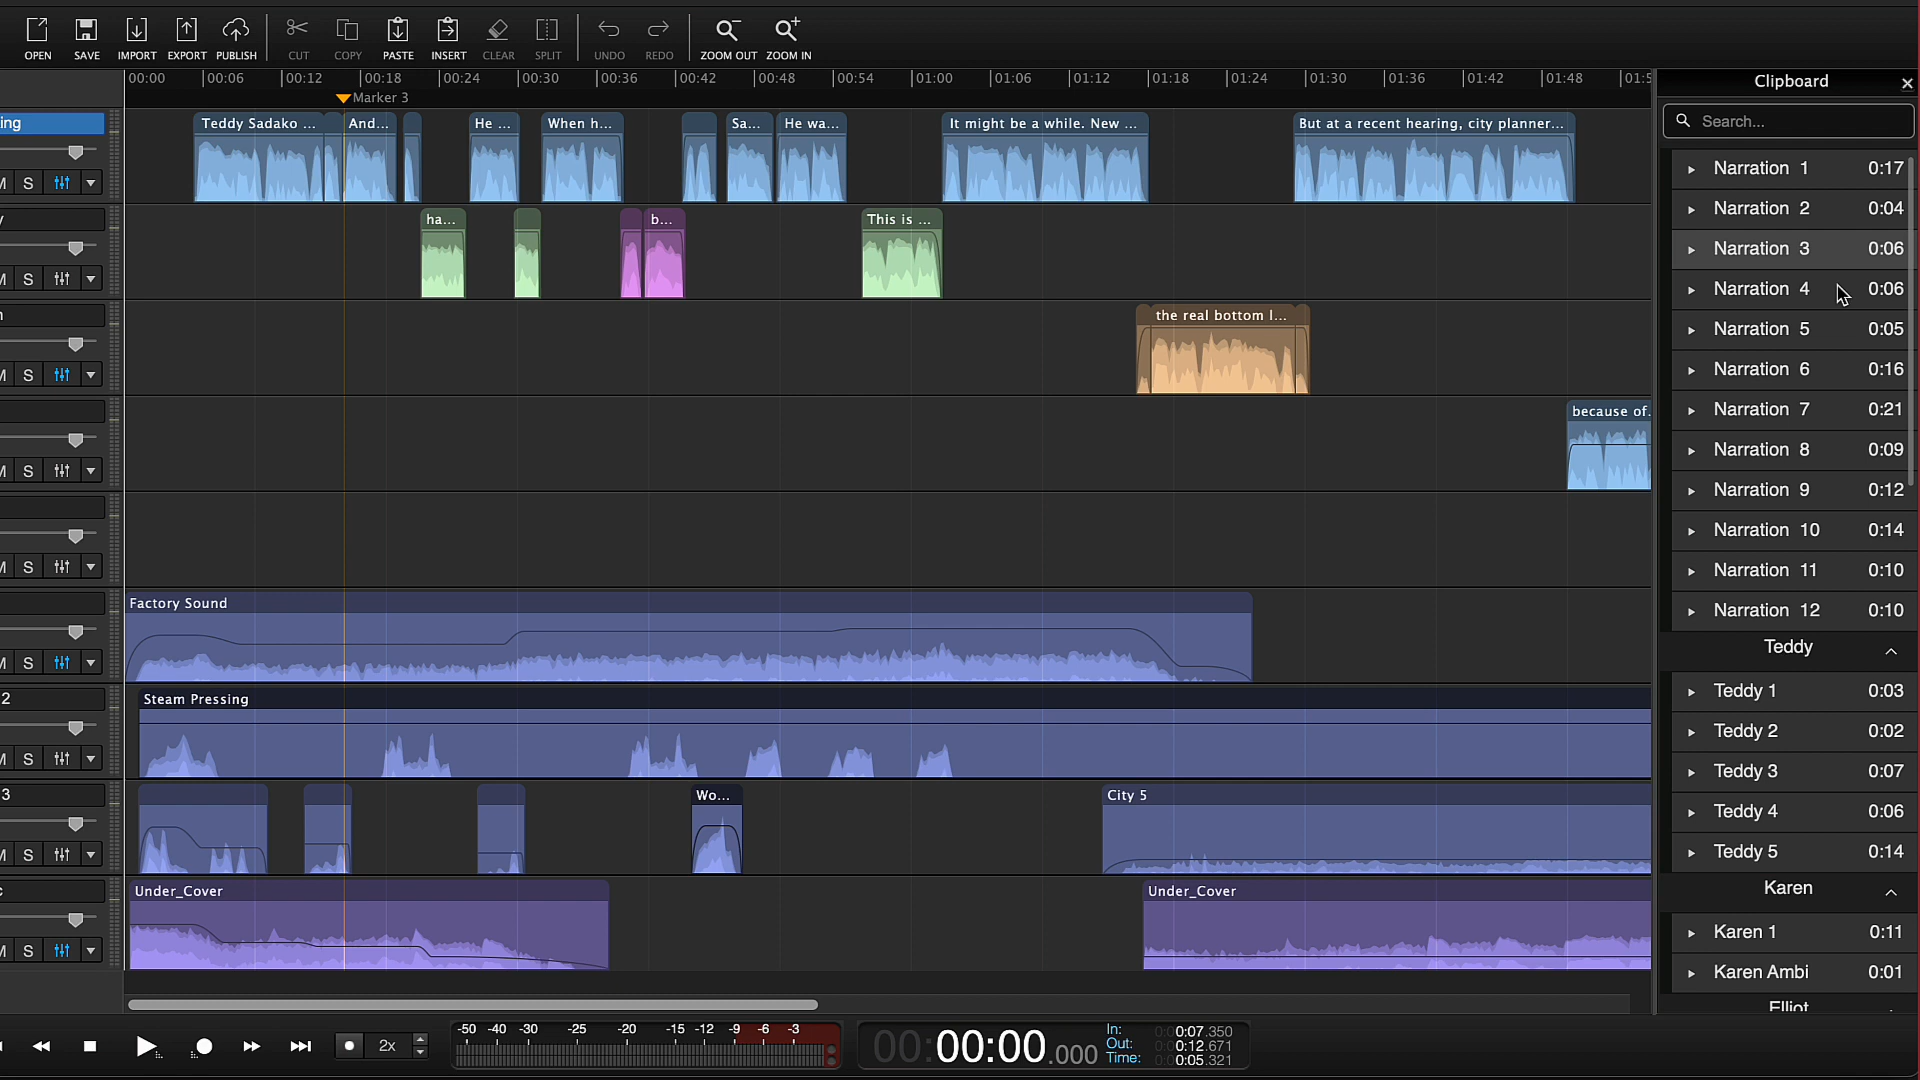 OPEN SAVE IMPORT EXPORT PUBLISH CUT COPY PASTE INSERT CLEAR SPLIT UNDO REDO ZOOM OUT ZOOM IN
00:00 00:06 00:12 00:18 00:24 00:30 00:36 00:42 00:48 00:54 01:00 01:06 01:12 01:18 01:24 01:30 01:36 01:42 01:48 01:5
Marker 3
ing
Teddy Sadako ... And... He ... When h... Sa... He wa... It might be a while. New ... But at a recent hearing, city planner...
M S
y
ha... b... This is ...
M S
n
the real bottom l...
M S
because of.
M S
M S
Factory Sound
M S
2
Steam Pressing
M S
3
Wo... City 5
M S
c
Under_Cover Under_Cover
M S
Clipboard
Search...
Narration 1 0:17
Narration 2 0:04
Narration 3 0:06
Narration 4 0:06
Narration 5 0:05
Narration 6 0:16
Narration 7 0:21
Narration 8 0:09
Narration 9 0:12
Narration 10 0:14
Narration 11 0:10
Narration 12 0:10
Teddy
Teddy 1 0:03
Teddy 2 0:02
Teddy 3 0:07
Teddy 4 0:06
Teddy 5 0:14
Karen
Karen 1 0:11
Karen Ambi 0:01
Elliot
2x
-50 -40 -30 -25 -20 -15 -12 -9 -6 -3
00:00:00.000
In: 0:00:07.350
Out: 0:00:12.671
Time: 0:00:05.321